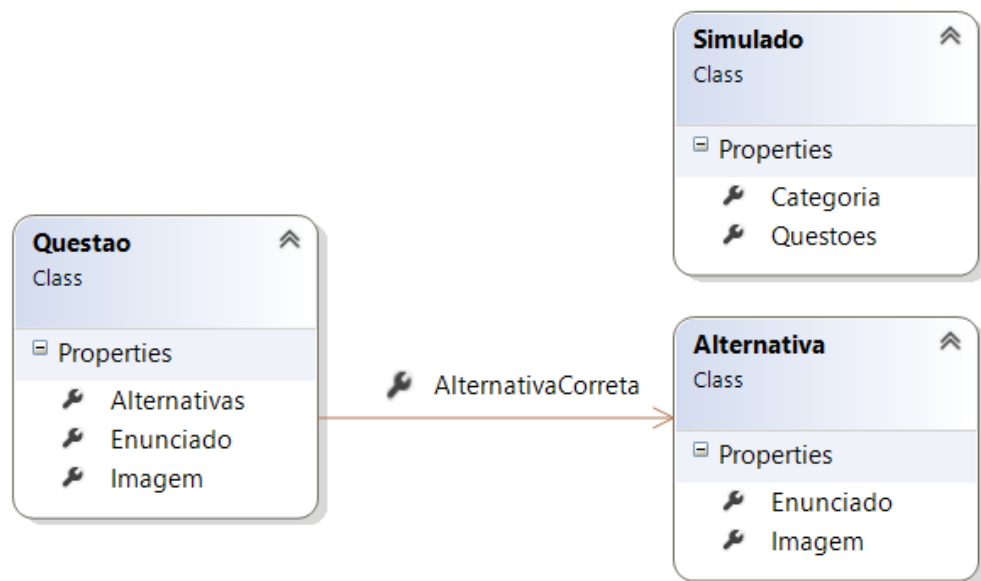 Simulado
Class
Properties
Categoria
Questoes
Questao
Class
Properties
Alternativas
Enunciado
Imagem
AlternativaCorreta
Alternativa
Class
Properties
Enunciado
Imagem